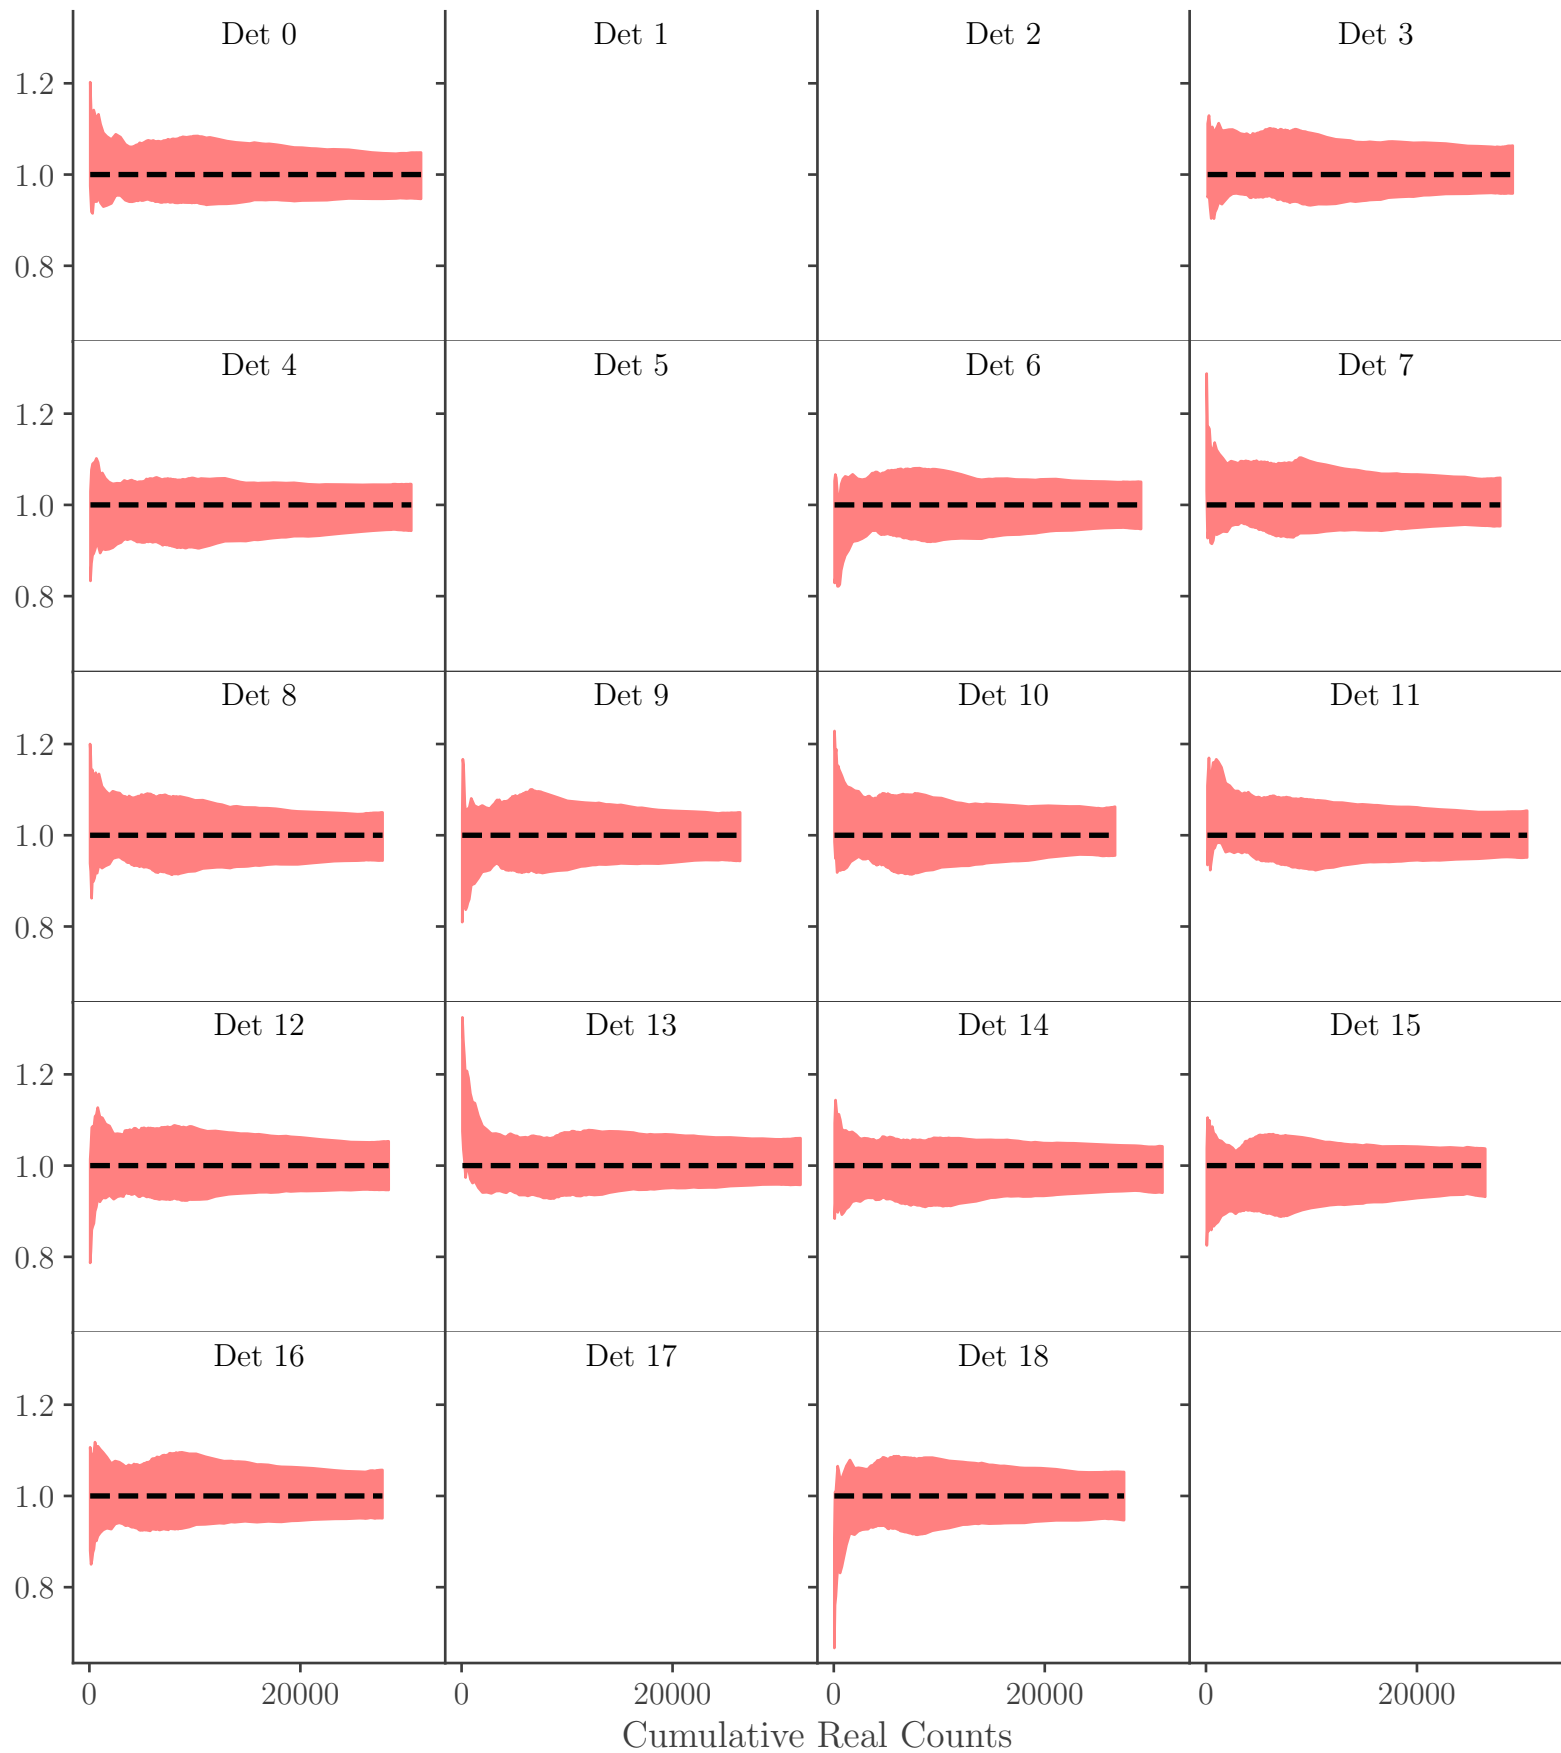 Det 0 Det 1 Det 2 Det 3
1.2
1.0
0.8
Det 4 Det 5 Det 6 Det 7
1.2
1.0
0.8
Det 8 Det 9 Det 10 Det 11
1.2
1.0
0.8
Det 12 Det 13 Det 14 Det 15
1.2
1.0
0.8
Det 16 Det 17 Det 18
1.2
1.0
0.8
0 20000 0 20000 0 20000 0 20000
Cumulative Real Counts